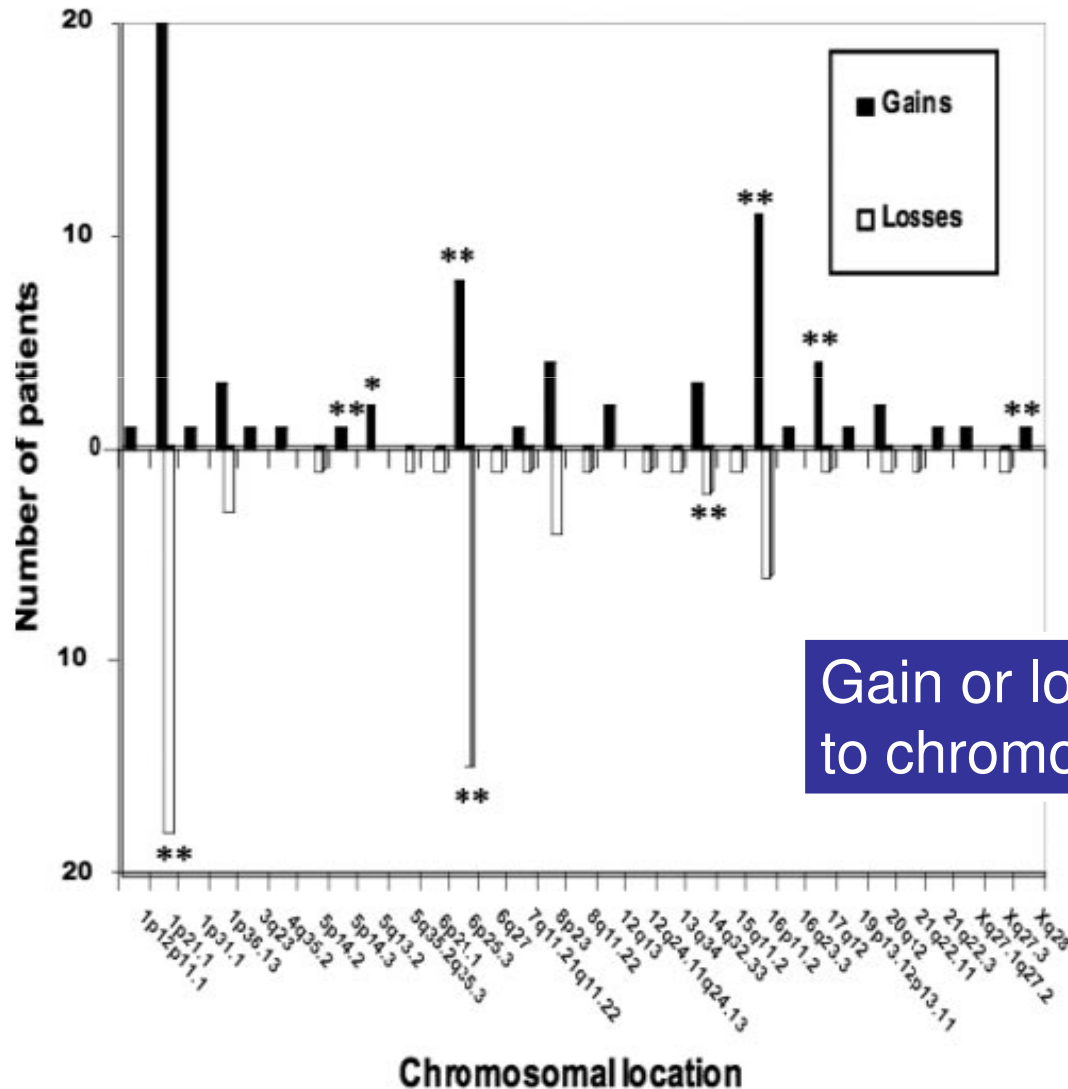 20
10
0
10
20
Number of patients
Gains
Losses
**
**
**
**
*
**
**
**
**
**
Gain or lo
to chromo
1p12p11.1
1p21.1
1p31.1
1p36.13
3q23
4q35.2
5p14.2
5p14.3
5q13.2
5q35.2q35.3
6p21.1
6p25.3
6q27
7q11.21q11.22
8p23
8q11.22
12q13
12q24.11q24.13
13q34
14q32.33
15q11.2
16p11.2
16q23.3
17q12
19p13.12p13.11
20q12
21q22.11
21q22.3
Xq27.1q27.2
Xq27.3
Xq28
Chromosomal location